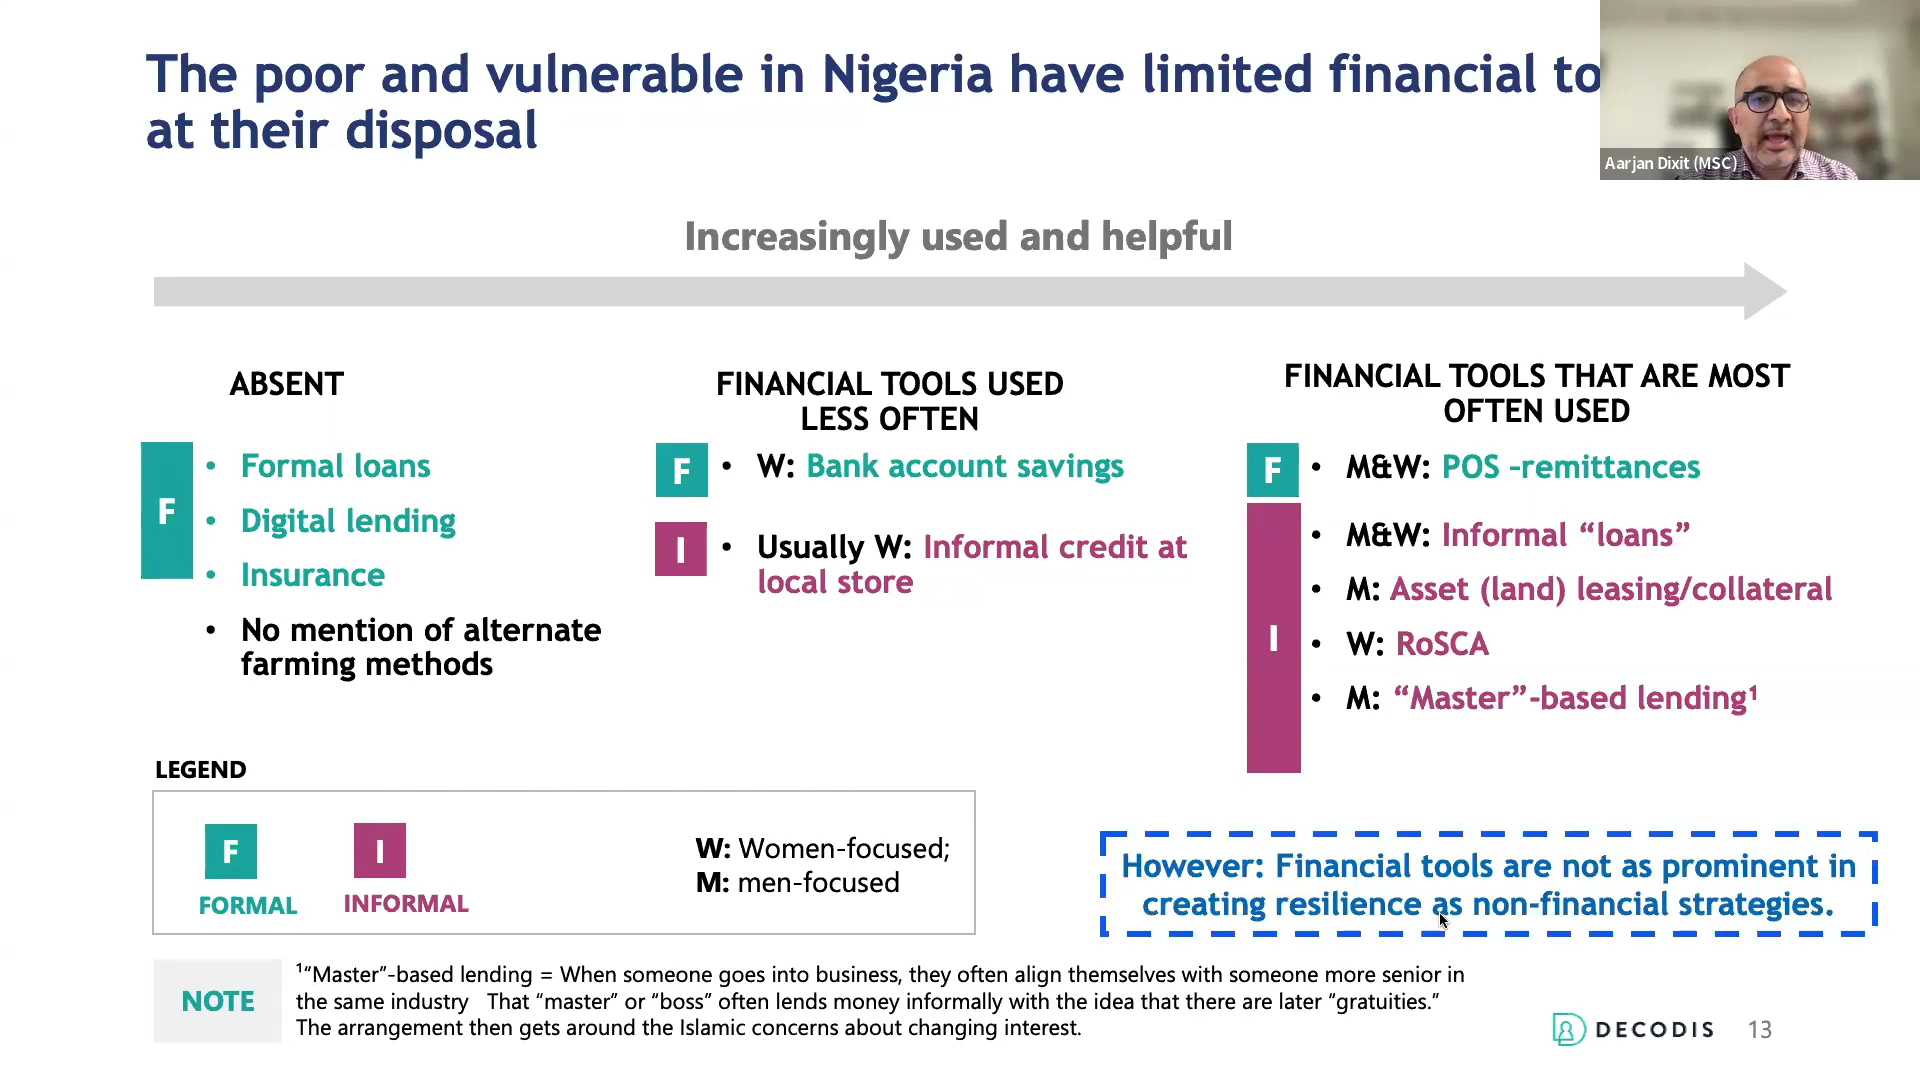 The poor and vulnerable in Nigeria have limited financial to
at their disposal
Aarjan Dixit (MSC)
Increasingly used and helpful
ABSENT
F
• Formal loans
• Digital lending
• Insurance
• No mention of alternate
farming methods
FINANCIAL TOOLS USED
LESS OFTEN
F
• W: Bank account savings
I
• Usually W: Informal credit at
local store
FINANCIAL TOOLS THAT ARE MOST
OFTEN USED
F
• M&W: POS -remittances
I
• M&W: Informal “loans”
• M: Asset (land) leasing/collateral
• W: RoSCA
• M: “Master”-based lending¹
LEGEND
F
FORMAL
I
INFORMAL
W: Women-focused;
M: men-focused
However: Financial tools are not as prominent in
creating resilience as non-financial strategies.
NOTE
¹“Master”-based lending = When someone goes into business, they often align themselves with someone more senior in
the same industry That “master” or “boss” often lends money informally with the idea that there are later “gratuities.”
The arrangement then gets around the Islamic concerns about changing interest.
DECODIS
13